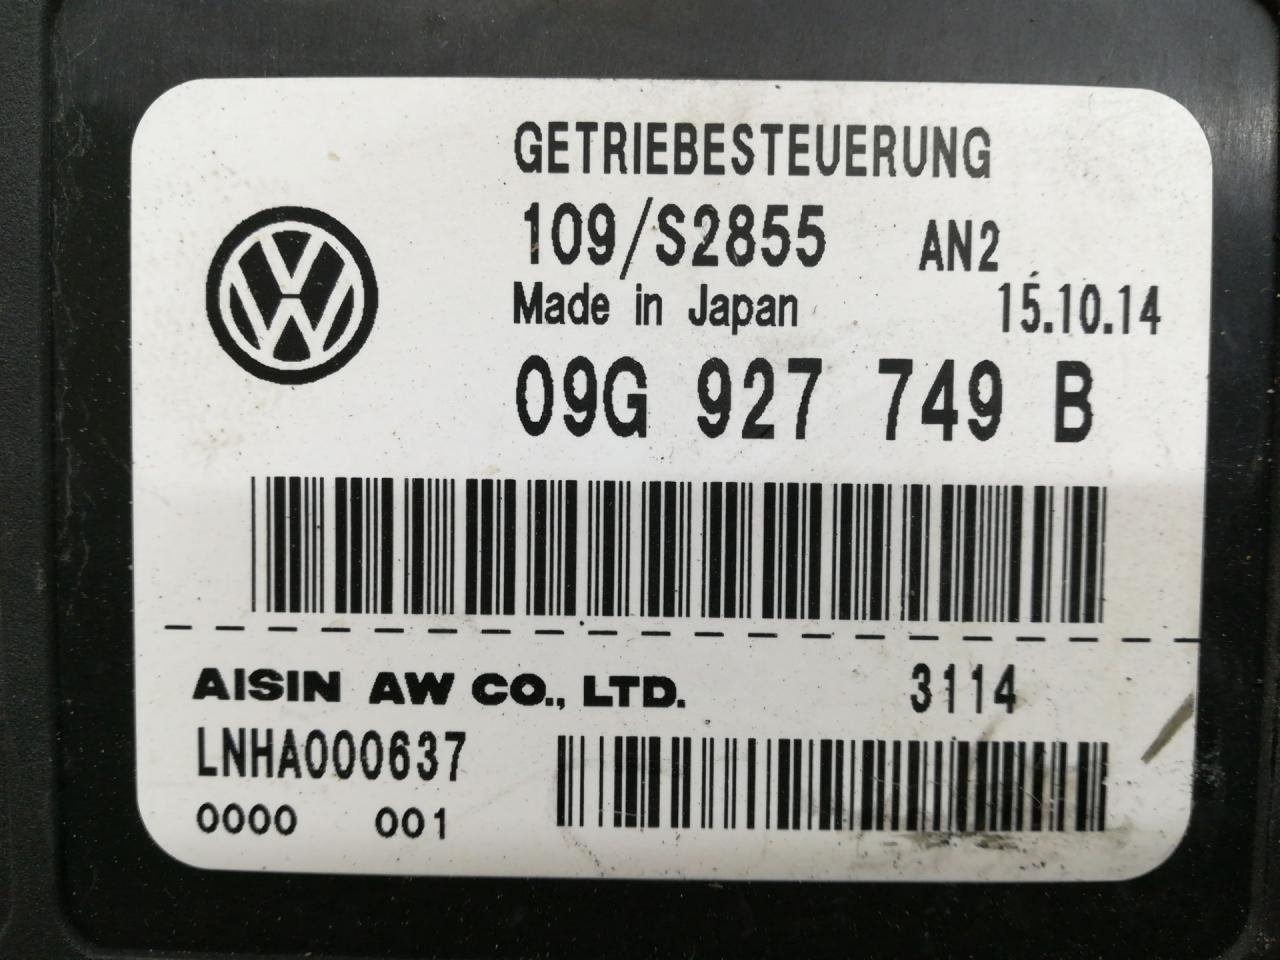 GETRIEBESTEUERUNG
109/S2855 AN2
Made in Japan 15.10.14
09G 927 749 B
AISIN AW CO., LTD. 3114
LNHA000637
0000 001